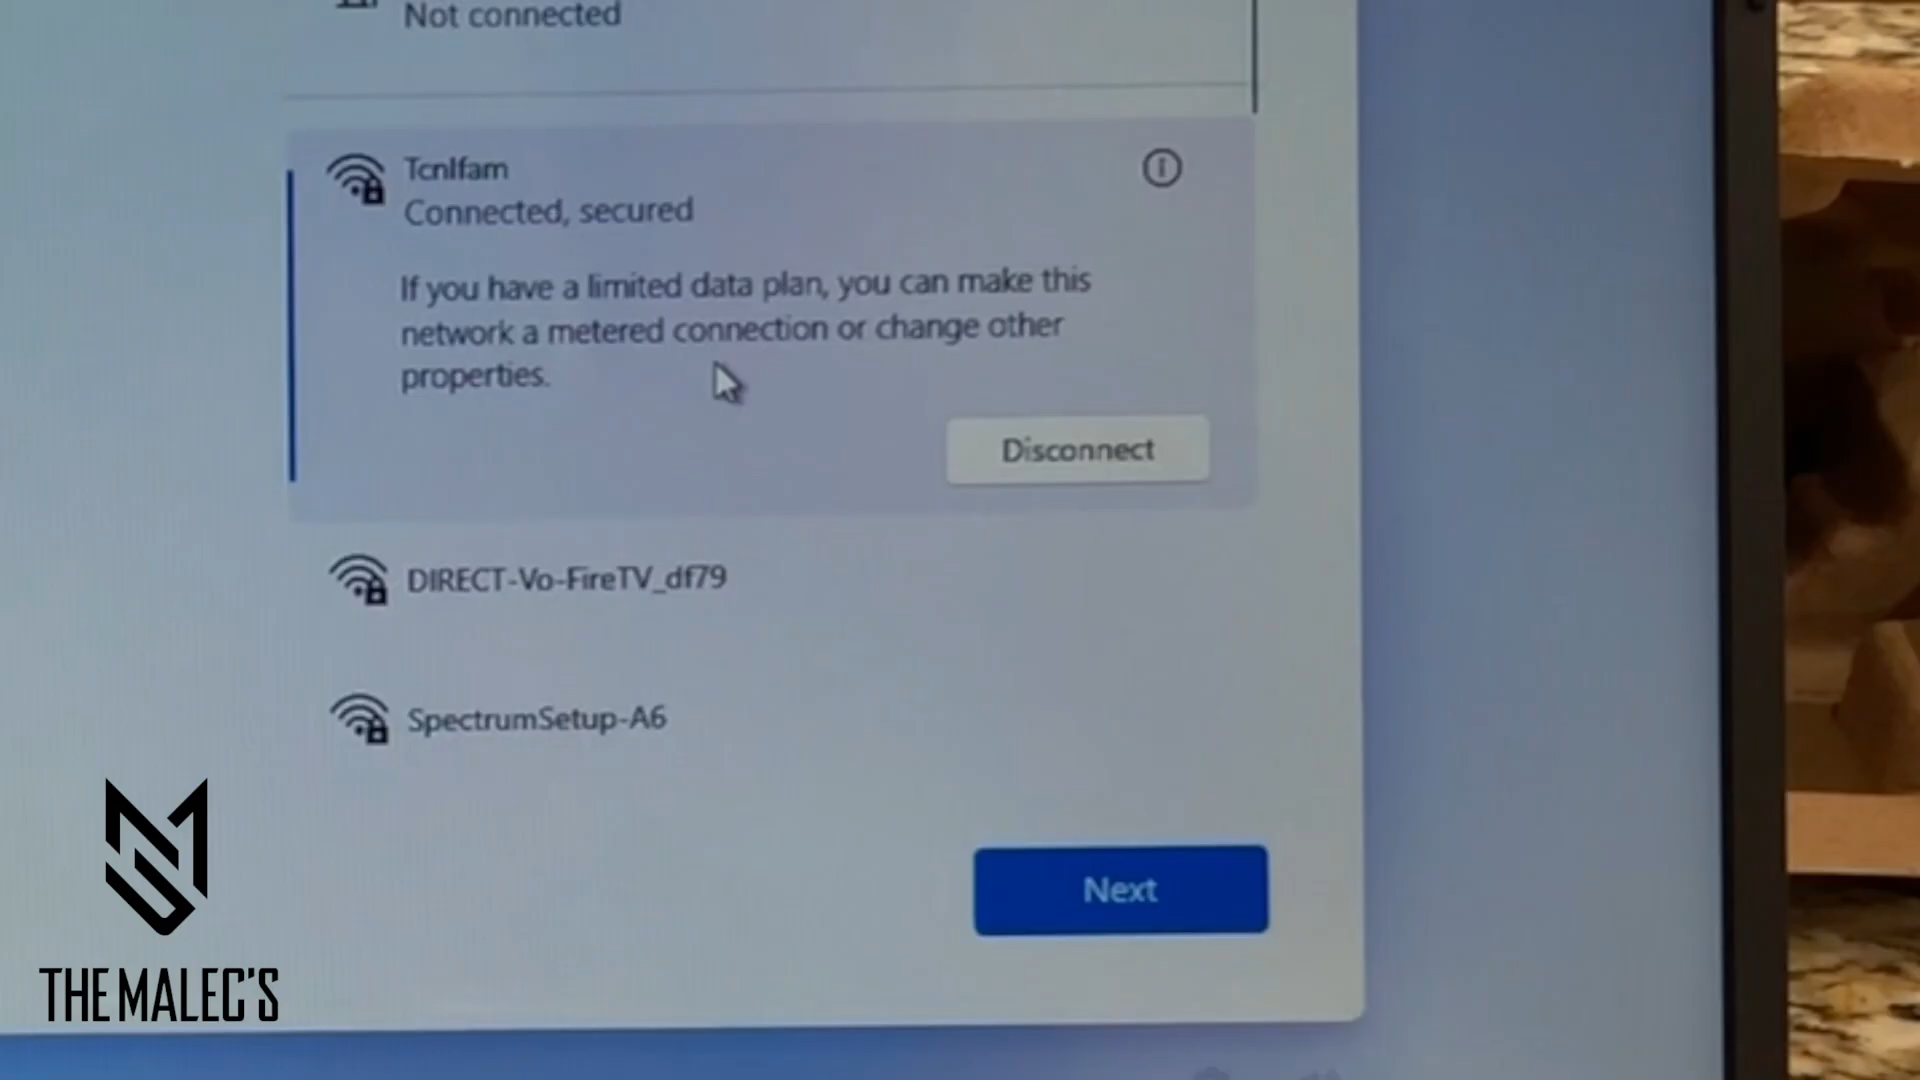 Not connected
Tcnlfam
Connected, secured
If you have a limited data plan, you can make this
network a metered connection or change other
properties.
Disconnect
DIRECT-Vo-FireTV_df79
SpectrumSetup-A6
Next
THE MALEC'S